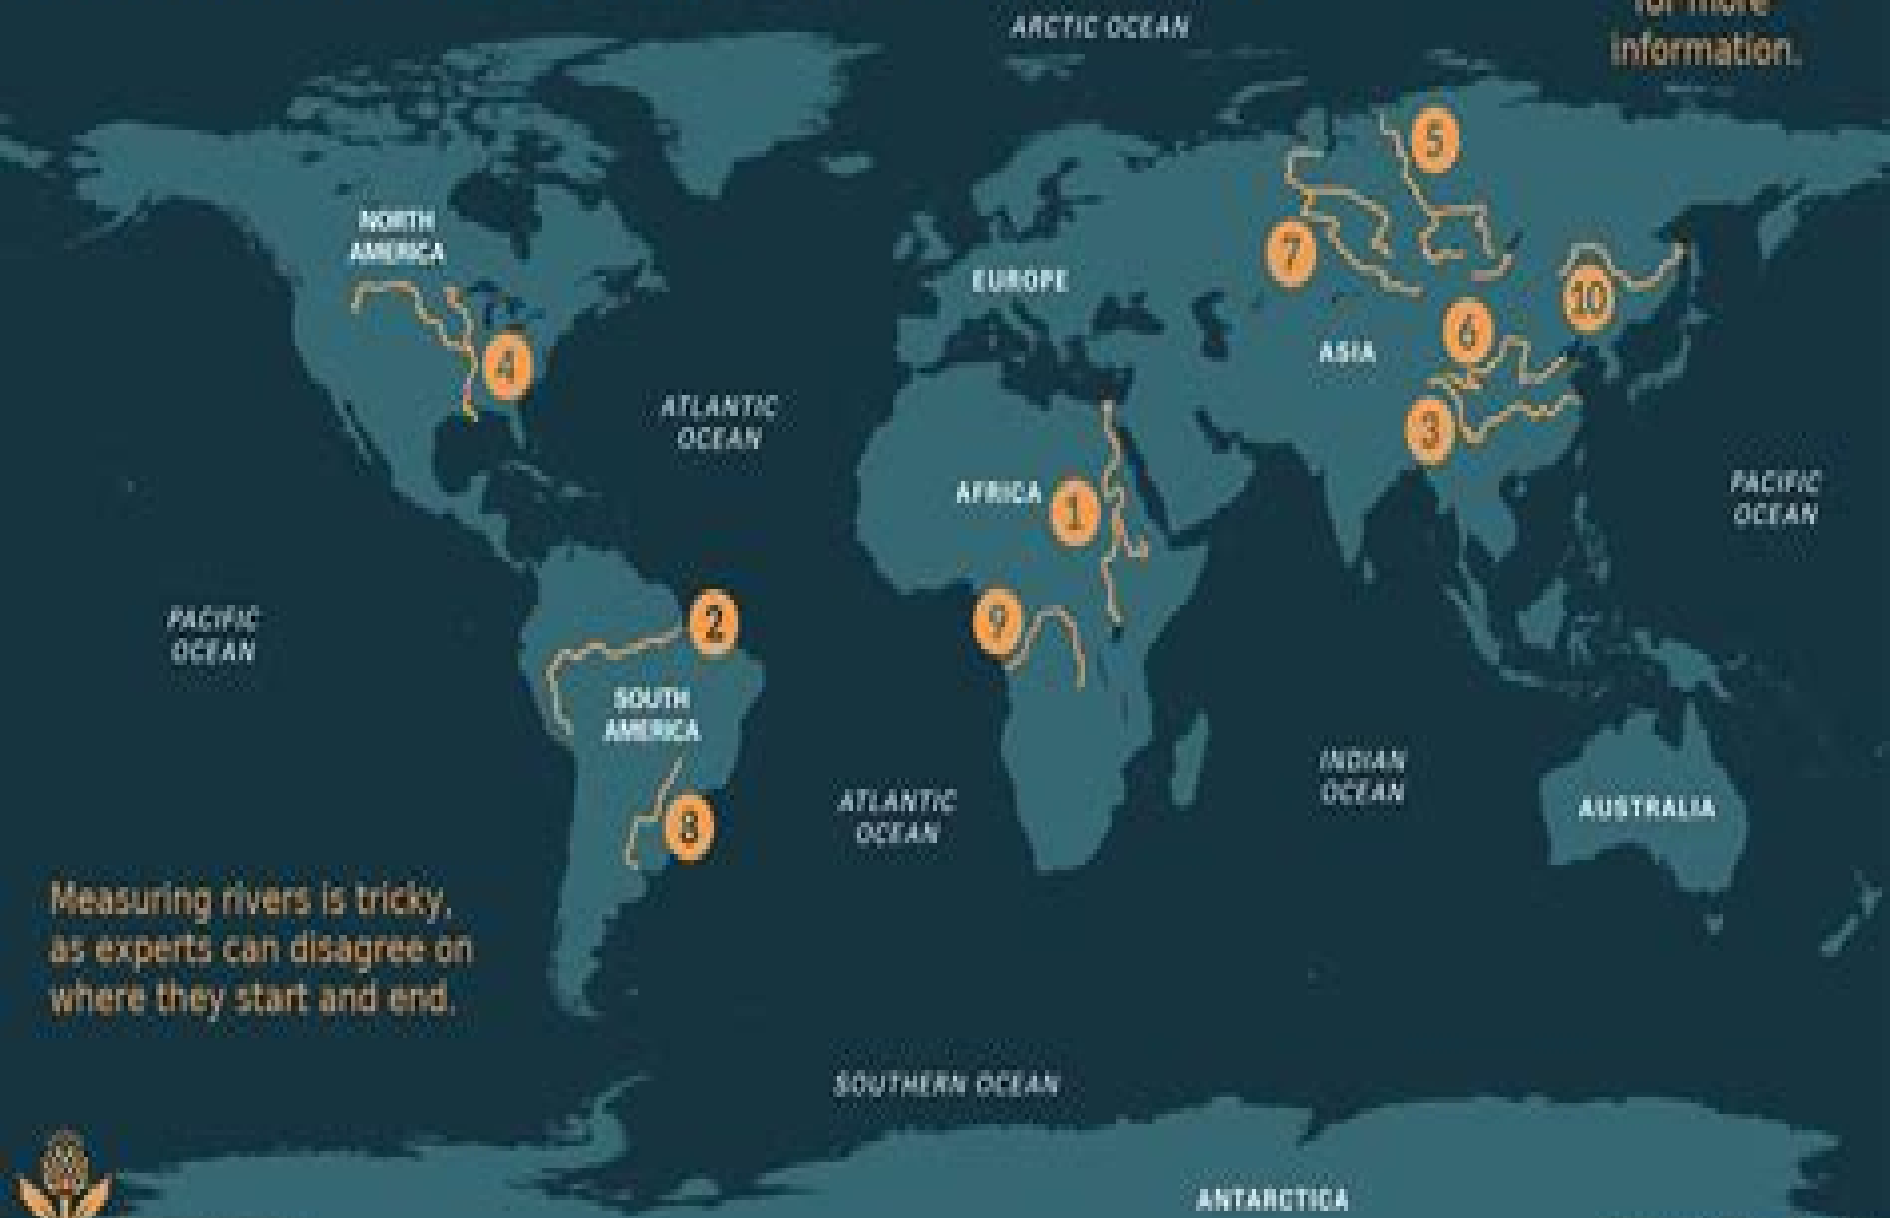 ARCTIC OCEAN
for more
information.
5
NORTH
AMERICA
7
EUROPE
10
6
ASIA
4
ATLANTIC
OCEAN
3
AFRICA
1
PACIFIC
OCEAN
2
9
PACIFIC
OCEAN
SOUTH
AMERICA
INDIAN
OCEAN
ATLANTIC
OCEAN
AUSTRALIA
8
Measuring rivers is tricky,
as experts can disagree on
where they start and end.
SOUTHERN OCEAN
ANTARCTICA